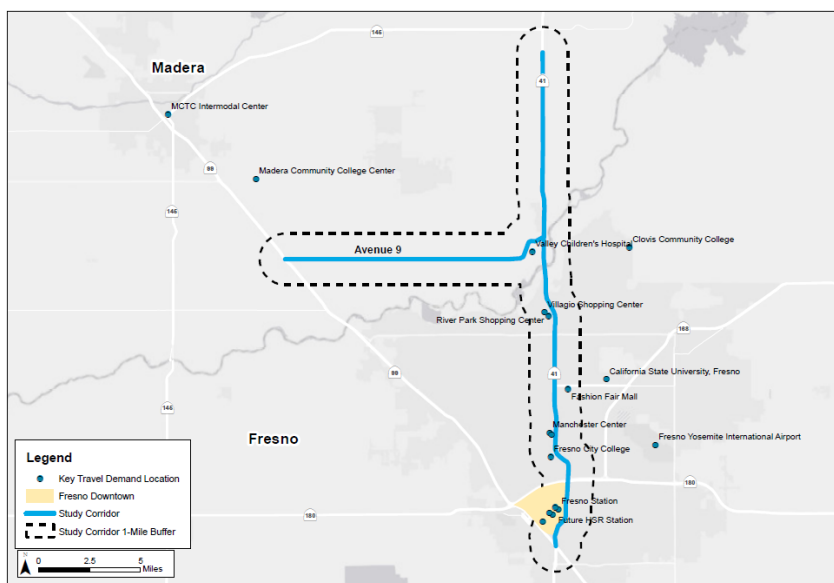 145
41
Madera
MCTC Intermodal Center
99
Madera Community College Center
145
Avenue 9
Valley Children's Hospital
Clovis Community College
Villagio Shopping Center
River Park Shopping Center
168
41
99
California State University, Fresno
Fashion Fair Mall
145
Manchester Center
Fresno
Fresno Yosemite International Airport
Fresno City College
Legend
Key Travel Demand Location
Fresno Downtown
Study Corridor
Study Corridor 1-Mile Buffer
180
180
Fresno Station
Future HSR Station
N
0 2.5 5
Miles